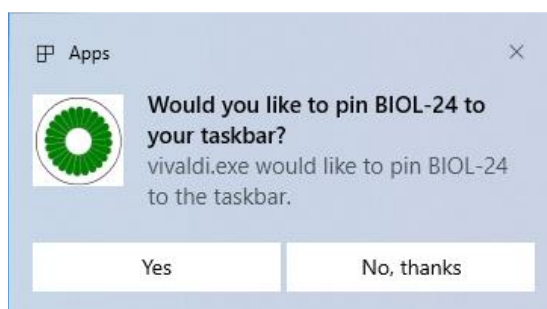 Apps
Would you like to pin BIOL-24 to
your taskbar?
vivaldi.exe would like to pin BIOL-24
to the taskbar.
Yes
No, thanks